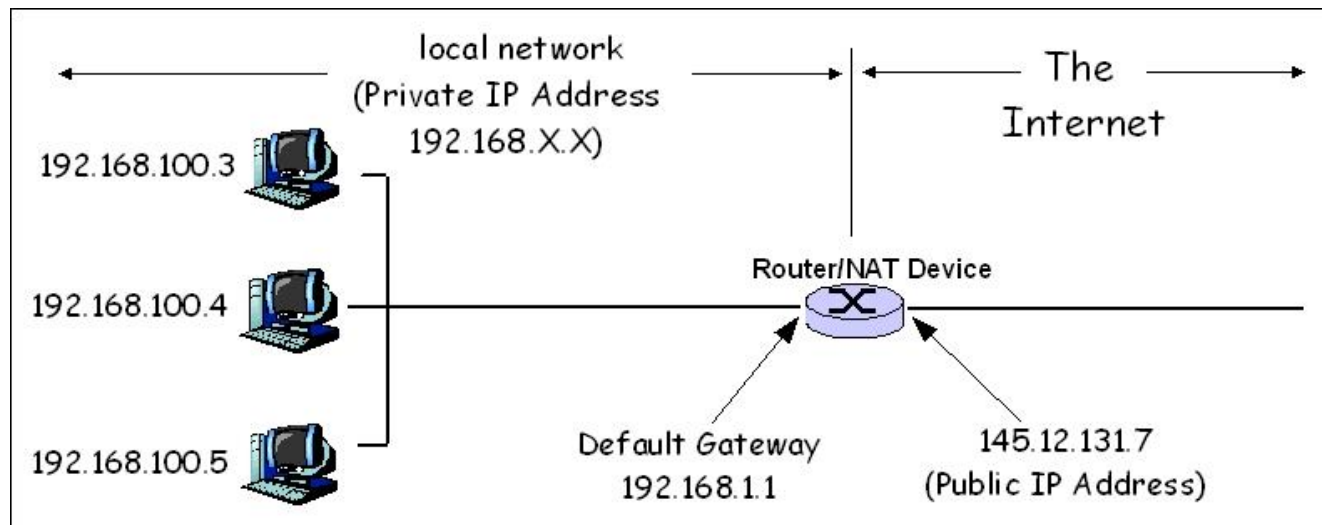 local network
(Private IP Address
192.168.X.X)
The
Internet
192.168.100.3
Router/NAT Device
192.168.100.4
Default Gateway
192.168.1.1
145.12.131.7
(Public IP Address)
192.168.100.5